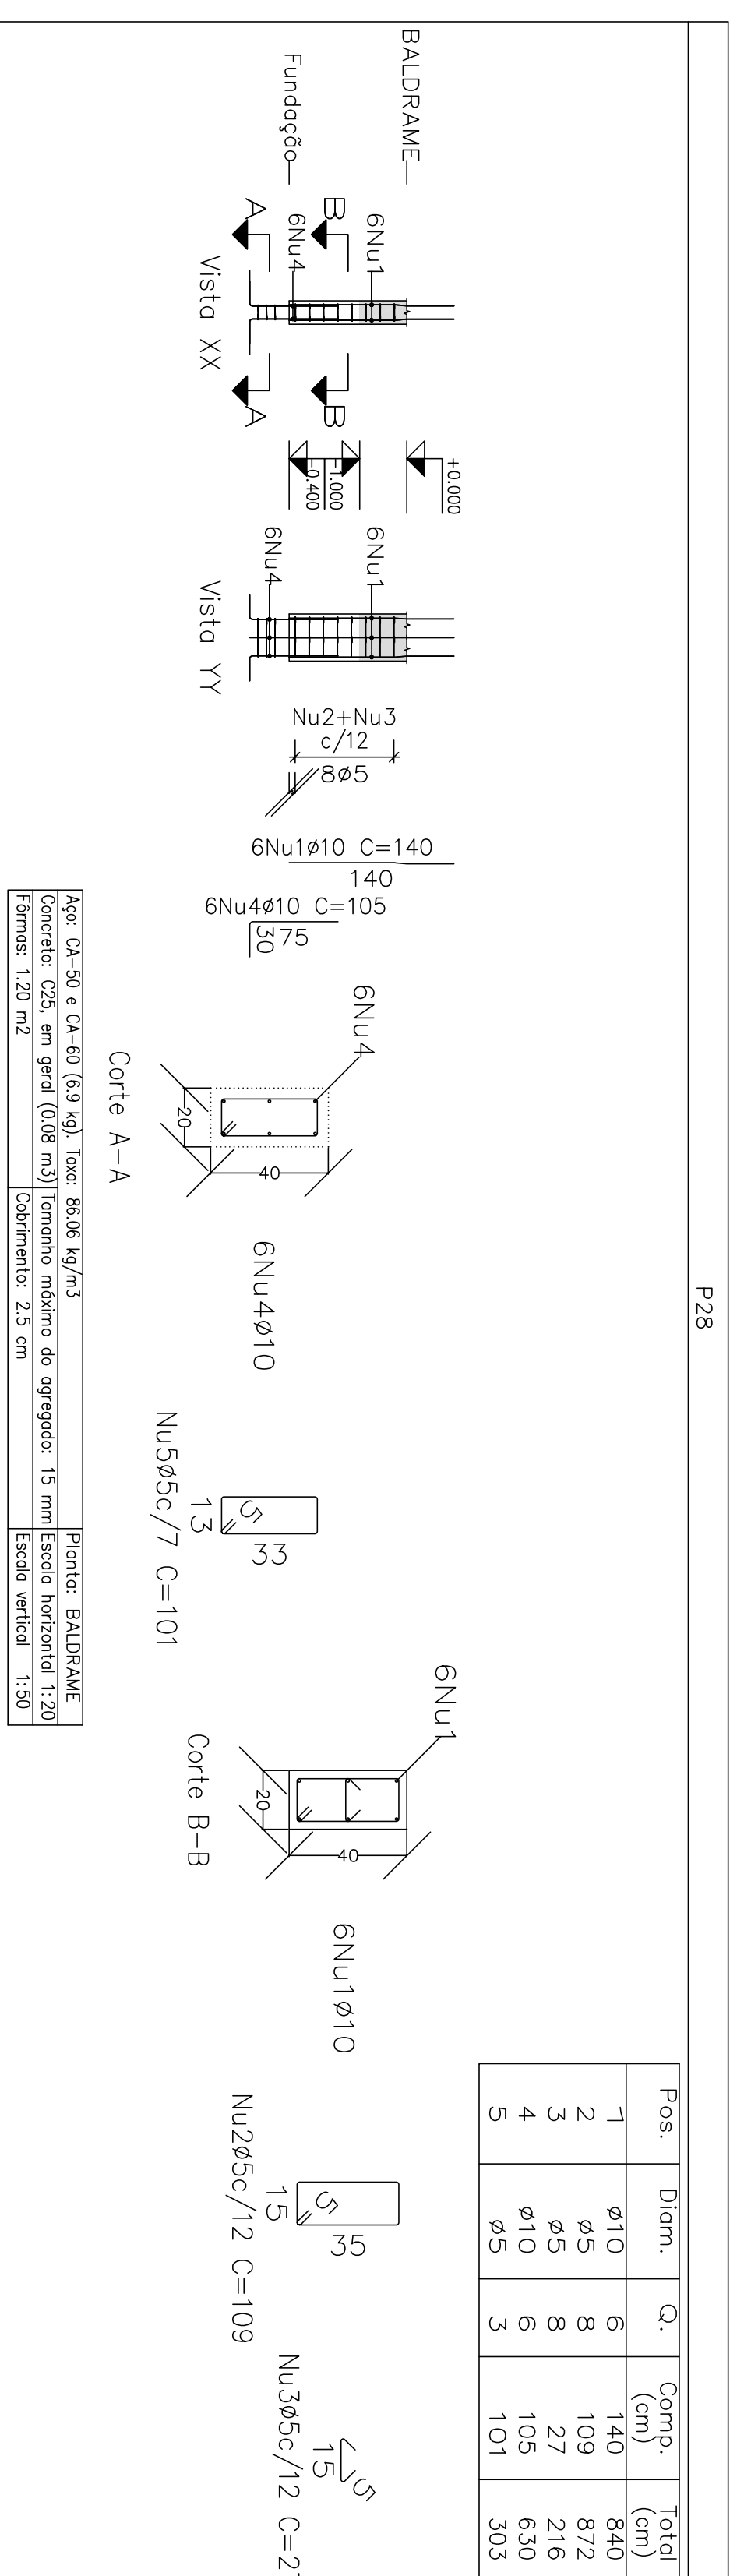 P28
BALDRAME
Fundação
A
A
B
B
6Nu1
6Nu4
Vista XX
+0.000
-1.000
-0.400
6Nu1
6Nu4
Vista YY
Nu2+Nu3
c/12
8ø5
6Nu1ø10 C=140
140
6Nu4ø10 C=105
30
75
6Nu4
20
40
Corte A-A
6Nu4ø10
5
13
33
Nu5ø5c/7 C=101
6Nu1
20
40
Corte B-B
6Nu1ø10
5
15
35
Nu2ø5c/12 C=109
5
15
Nu3ø5c/12 C=27
Pos. Diam. Q. Comp. (cm) Total (cm)
1 ø10 6 140 840
2 ø5 8 109 872
3 ø5 8 27 216
4 ø10 6 105 630
5 ø5 3 101 303
Aço: CA-50 e CA-60 (6.9 kg). Taxa: 86.06 kg/m3 Planta: BALDRAME
Concreto: C25, em geral (0.08 m3) Tamanho máximo do agregado: 15 mm Escala horizontal 1:20
Fôrmas: 1.20 m2 Cobrimento: 2.5 cm Escala vertical 1:50